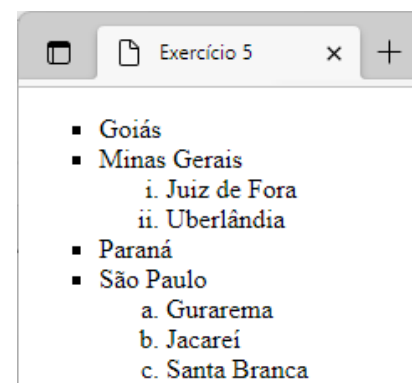 Exercício 5
▪ Goiás
▪ Minas Gerais
i. Juiz de Fora
ii. Uberlândia
▪ Paraná
▪ São Paulo
a. Gurarema
b. Jacareí
c. Santa Branca